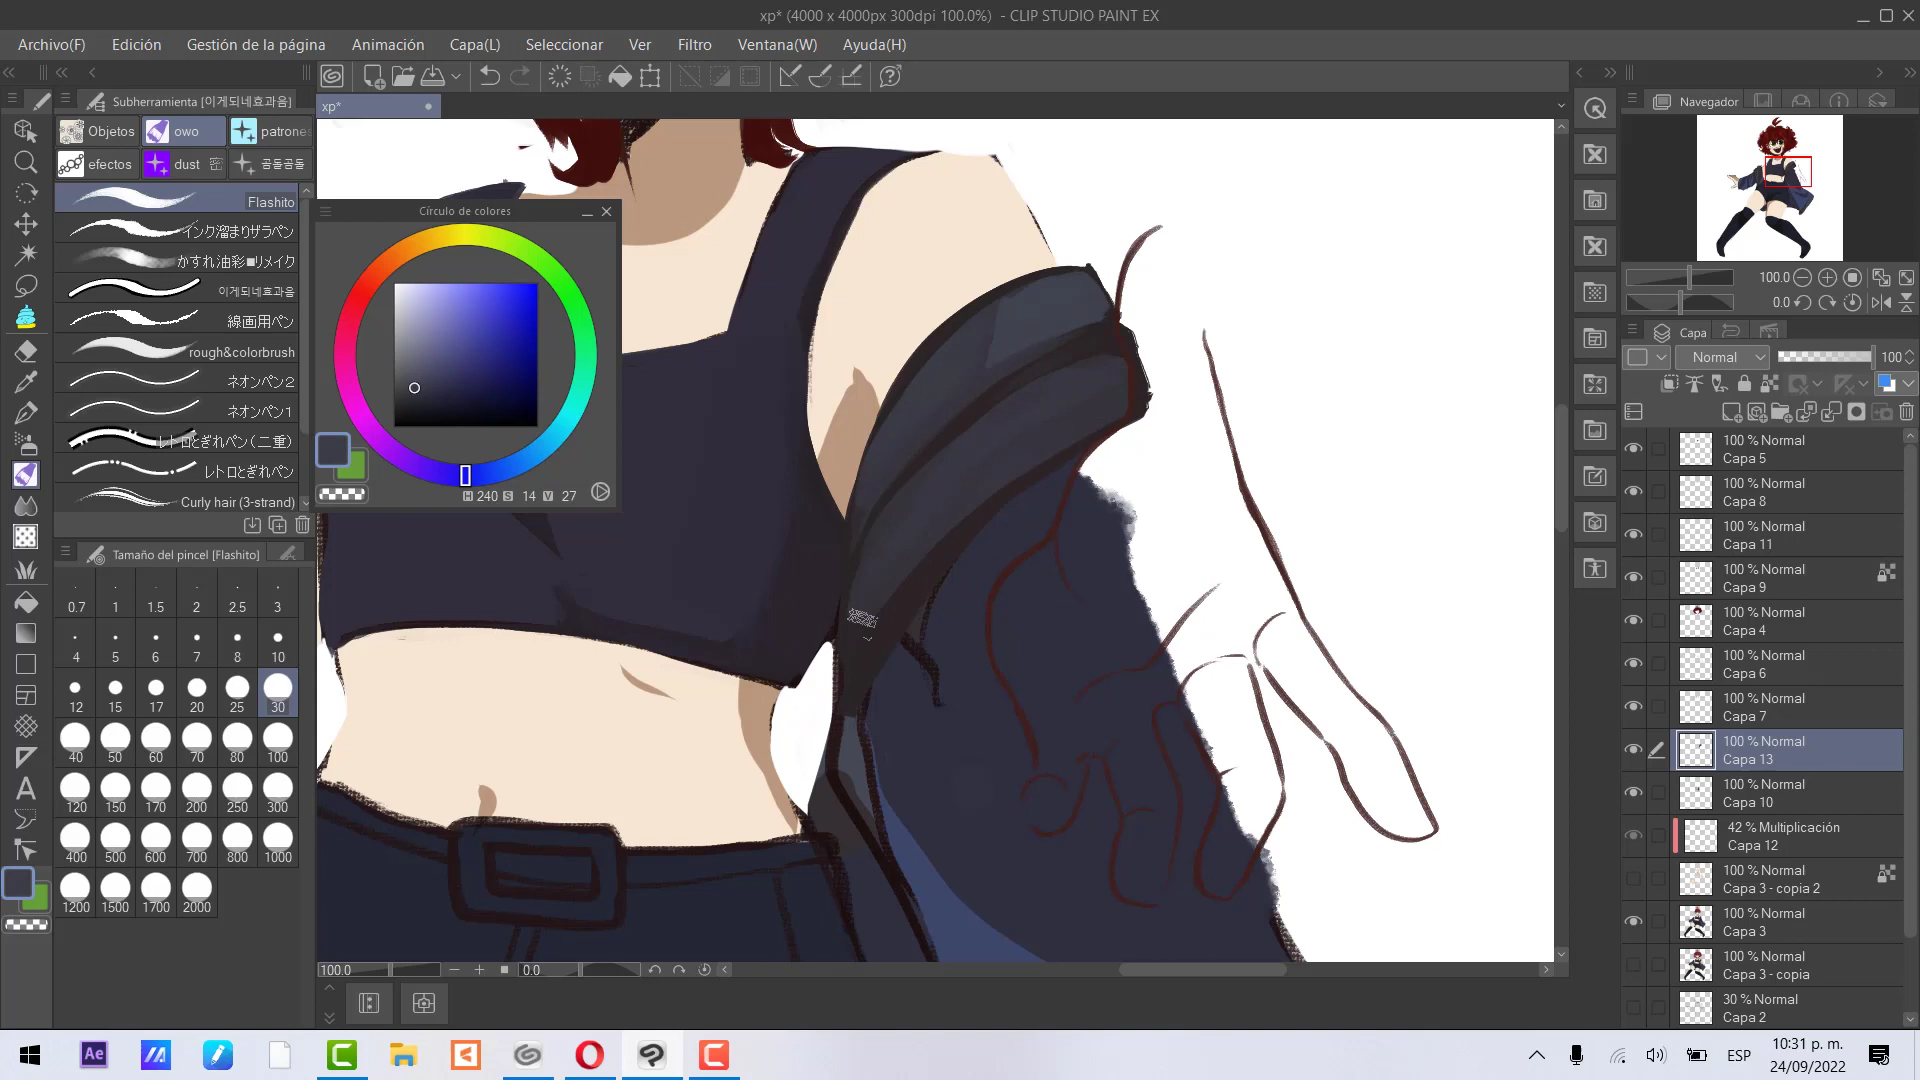 xp* (4000 x 4000px 300dpi 100.0%) - CLIP STUDIO PAINT EX
Archivo(F) Edición Gestión de la página Animación Capa(L) Seleccionar Ver Filtro Ventana(W) Ayuda(H)
Subherramienta [이게되네효과음]
xp*
Navegador
Objetos owo patrones
efectos dust 공돌공돌
Flashito
インク溜まりザラペン
かすれ油彩■リメイク
이게되네효과음
線画用ペン
rough&colorbrush
ネオンペン２
ネオンペン１
レトロとぎれペン（二重）
レトロとぎれペン
Curly hair (3-strand)
Círculo de colores
H 240 S 14 V 27
Tamaño del pincel [Flashito]
0.7 1 1.5 2 2.5 3
4 5 6 7 8 10
12 15 17 20 25 30
40 50 60 70 80 100
120 150 170 200 250 300
400 500 600 700 800 1000
1200 1500 1700 2000
100.0 0.0
100.0
0.0
Capa
Normal 100
100 % Normal
Capa 5
100 % Normal
Capa 8
100 % Normal
Capa 11
100 % Normal
Capa 9
100 % Normal
Capa 4
100 % Normal
Capa 6
100 % Normal
Capa 7
100 % Normal
Capa 13
100 % Normal
Capa 10
42 % Multiplicación
Capa 12
100 % Normal
Capa 3 - copia 2
100 % Normal
Capa 3
100 % Normal
Capa 3 - copia
30 % Normal
Capa 2
Ae
ESP
10:31 p. m.
24/09/2022